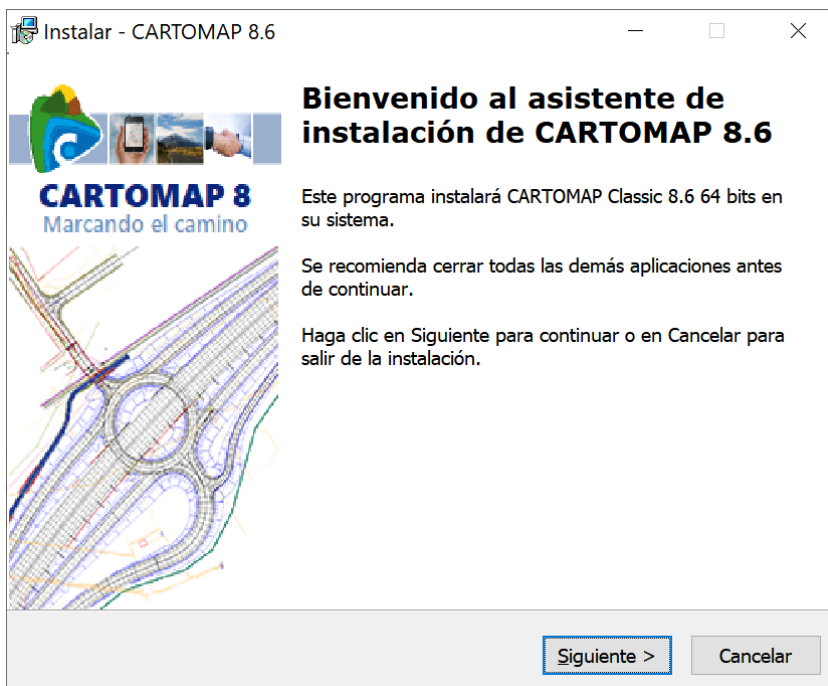 Instalar - CARTOMAP 8.6
Bienvenido al asistente de
instalación de CARTOMAP 8.6
CARTOMAP 8
Marcando el camino
Este programa instalará CARTOMAP Classic 8.6 64 bits en
su sistema.
Se recomienda cerrar todas las demás aplicaciones antes
de continuar.
Haga clic en Siguiente para continuar o en Cancelar para
salir de la instalación.
Siguiente >
Cancelar